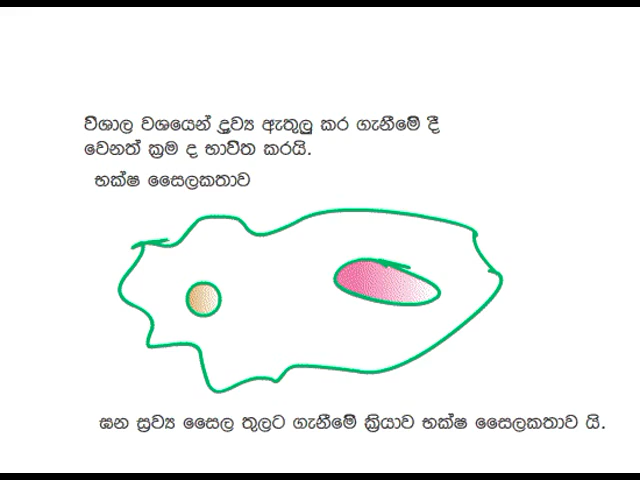 විශාල වශයෙන් ද්‍රව්‍ය ඇතුලු කර ගැනීමේ දී
වෙනත් ක්‍රම ද භාවිත කරයි.
භක්ෂ සෛලකතාව
ඝන ස්‍රව්‍ය සෛල තුලට ගැනීමේ ක්‍රියාව භක්ෂ සෛලකතාව යි.